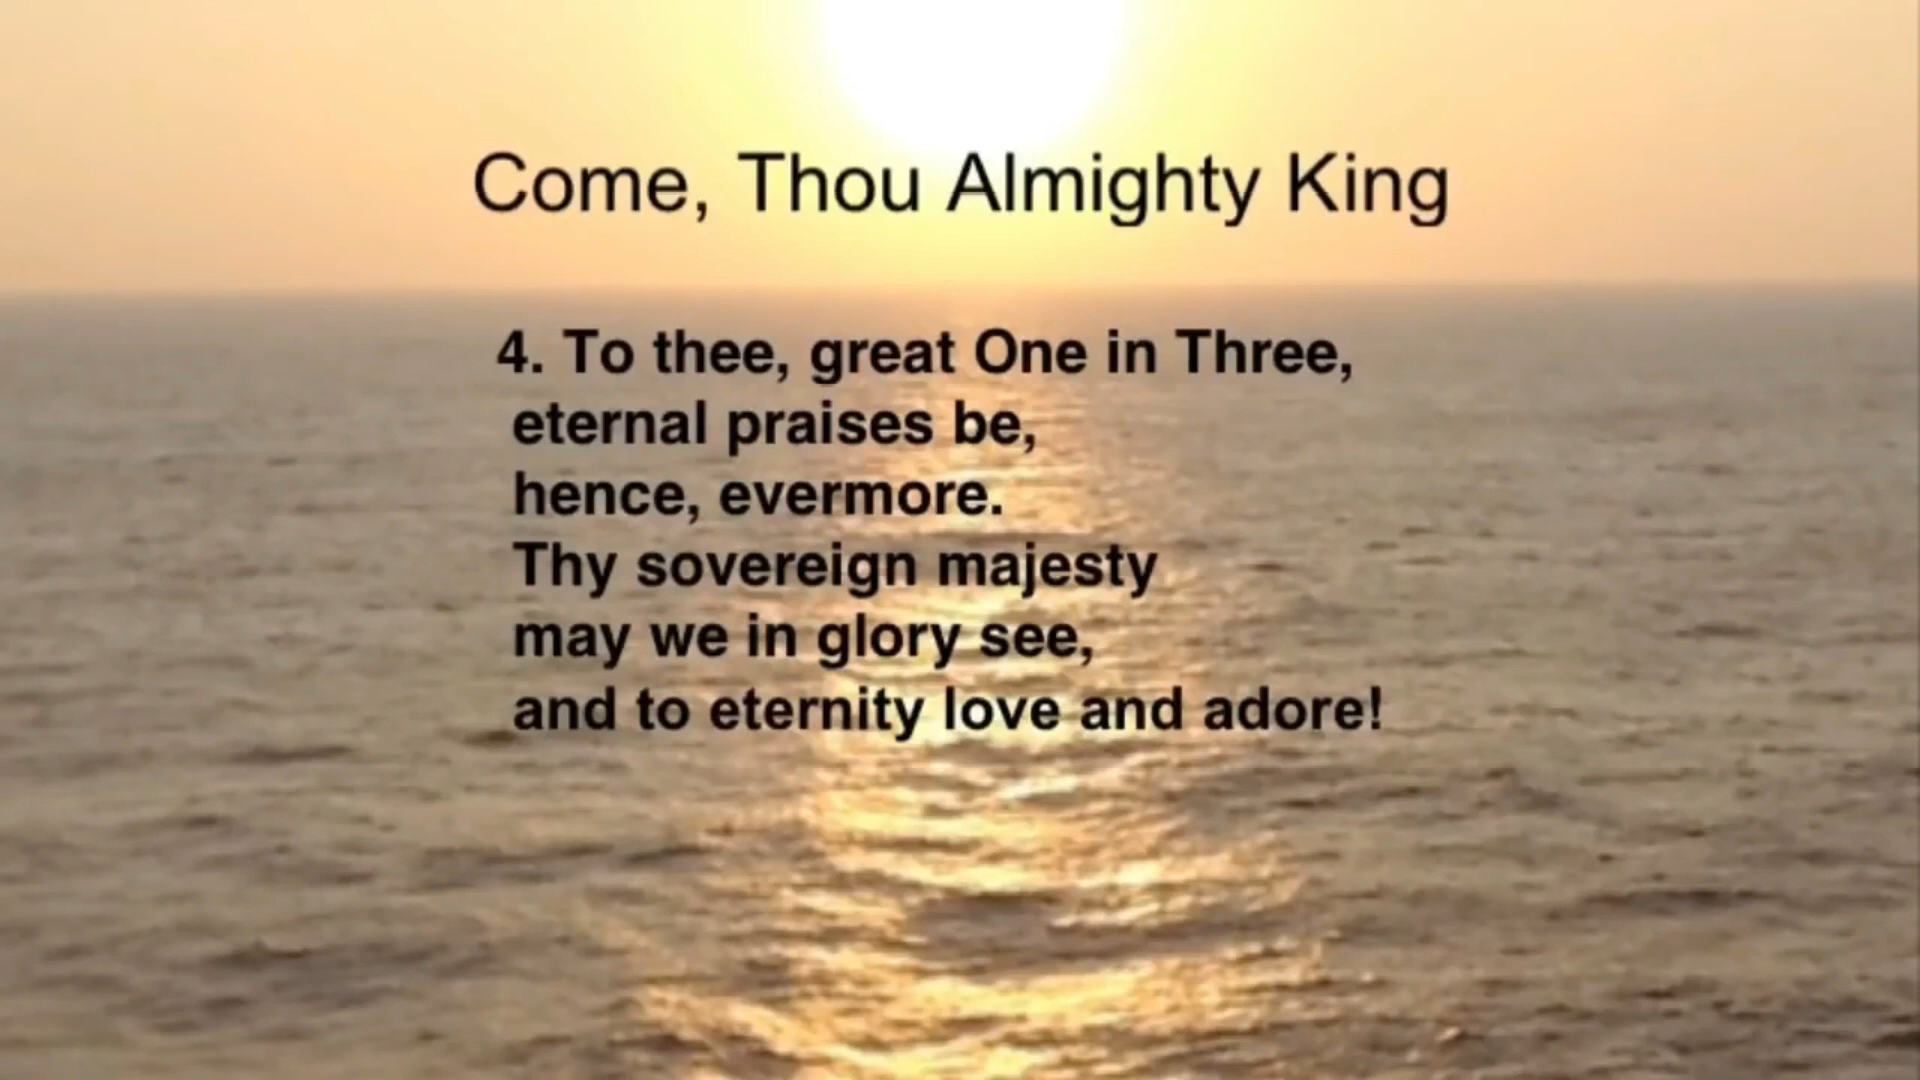 Come, Thou Almighty King
4. To thee, great One in Three,
eternal praises be,
hence, evermore.
Thy sovereign majesty
may we in glory see,
and to eternity love and adore!